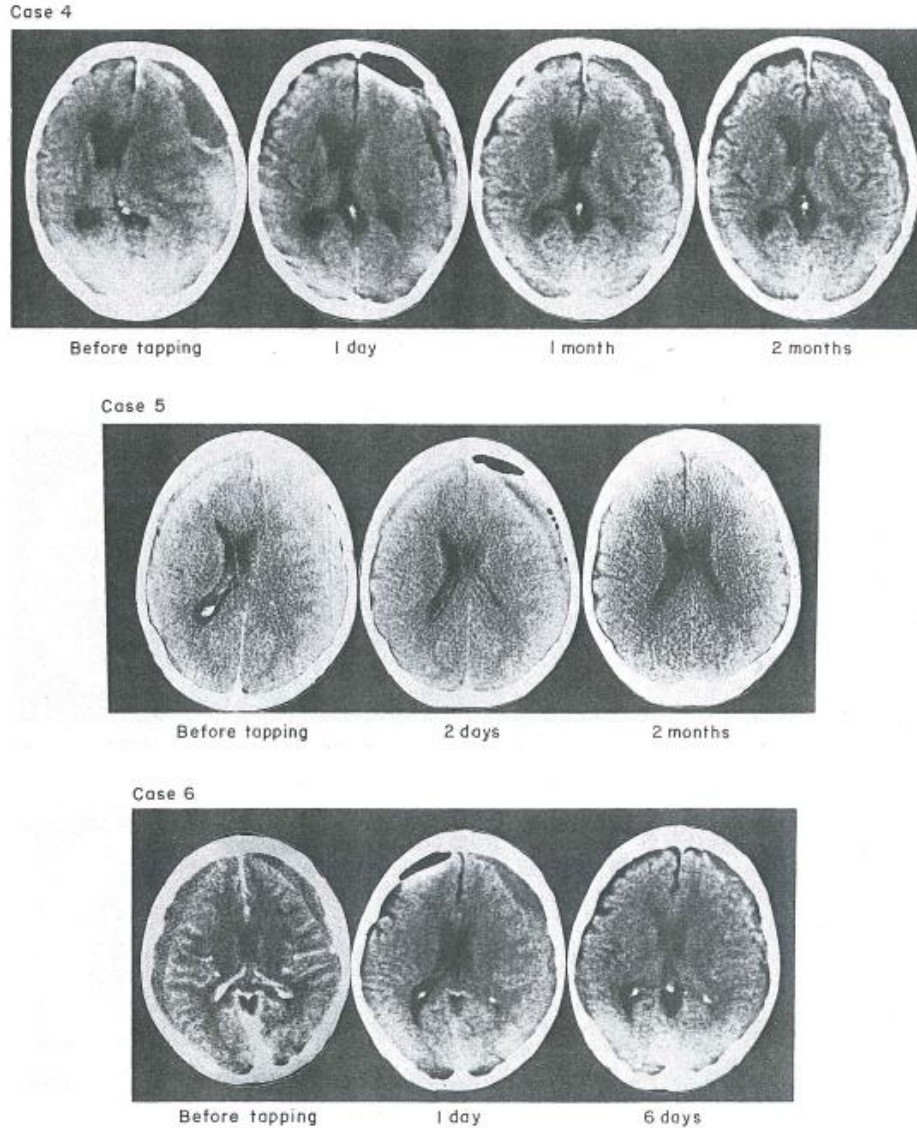 Case 4
Before tapping
1 day
1 month
2 months
Case 5
Before tapping
2 days
2 months
Case 6
Before tapping
1 day
6 days